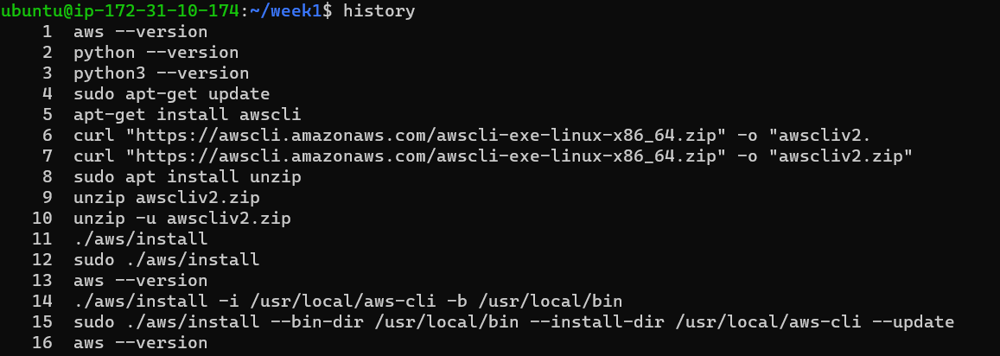 ubuntu@ip-172-31-10-174:~/week1$ history
1 aws --version
2 python --version
3 python3 --version
4 sudo apt-get update
5 apt-get install awscli
6 curl "https://awscli.amazonaws.com/awscli-exe-linux-x86_64.zip" -o "awscliv2.
7 curl "https://awscli.amazonaws.com/awscli-exe-linux-x86_64.zip" -o "awscliv2.zip"
8 sudo apt install unzip
9 unzip awscliv2.zip
10 unzip -u awscliv2.zip
11 ./aws/install
12 sudo ./aws/install
13 aws --version
14 ./aws/install -i /usr/local/aws-cli -b /usr/local/bin
15 sudo ./aws/install --bin-dir /usr/local/bin --install-dir /usr/local/aws-cli --update
16 aws --version